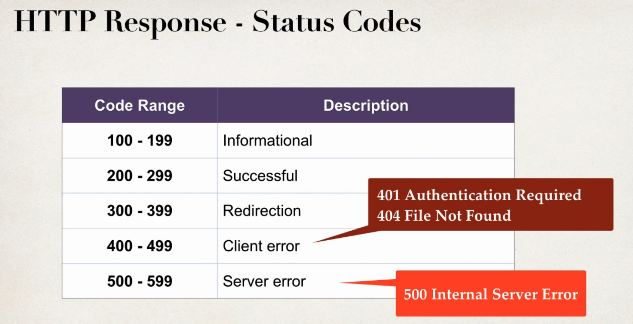 HTTP Response - Status Codes
Code Range Description
100 - 199 Informational
200 - 299 Successful
300 - 399 Redirection
401 Authentication Required
404 File Not Found
400 - 499 Client error
500 - 599 Server error
500 Internal Server Error